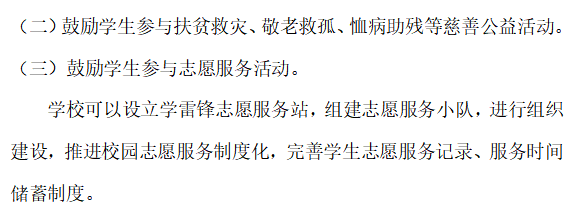 （二）鼓励学生参与扶贫救灾、敬老救孤、恤病助残等慈善公益活动。
（三）鼓励学生参与志愿服务活动。
学校可以设立学雷锋志愿服务站，组建志愿服务小队，进行组织
建设，推进校园志愿服务制度化，完善学生志愿服务记录、服务时间
储蓄制度。